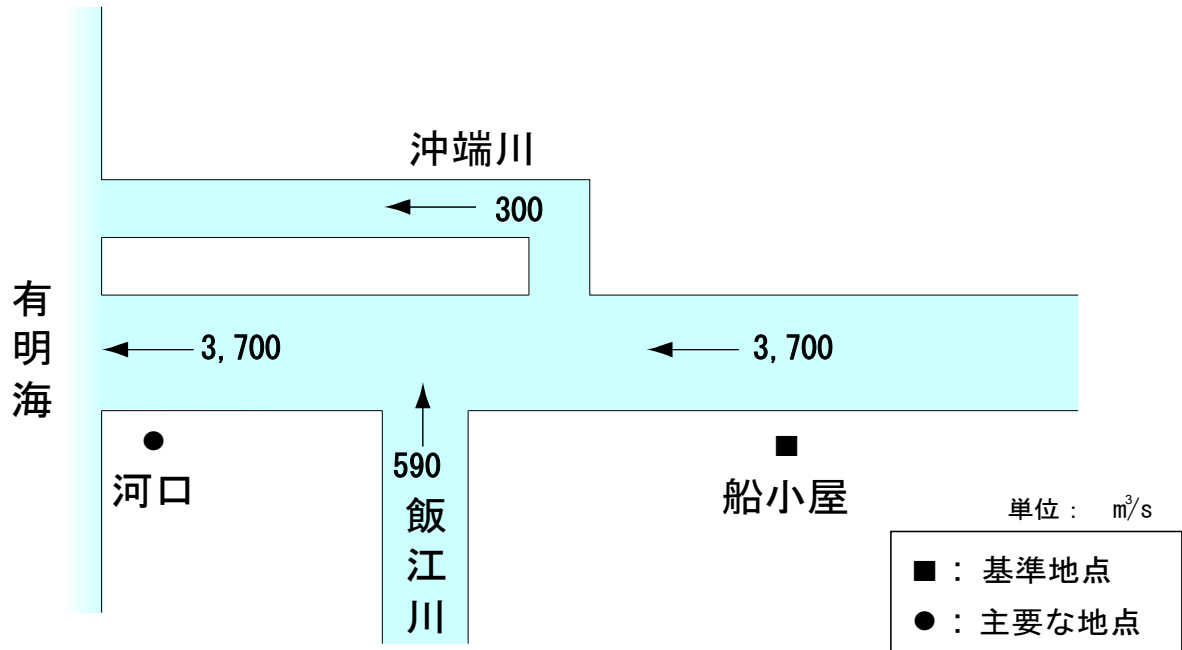 沖端川
300
有明海
3,700
3,700
590
飯江川
河口
船小屋
単位： m³/s
■：基準地点
●：主要な地点